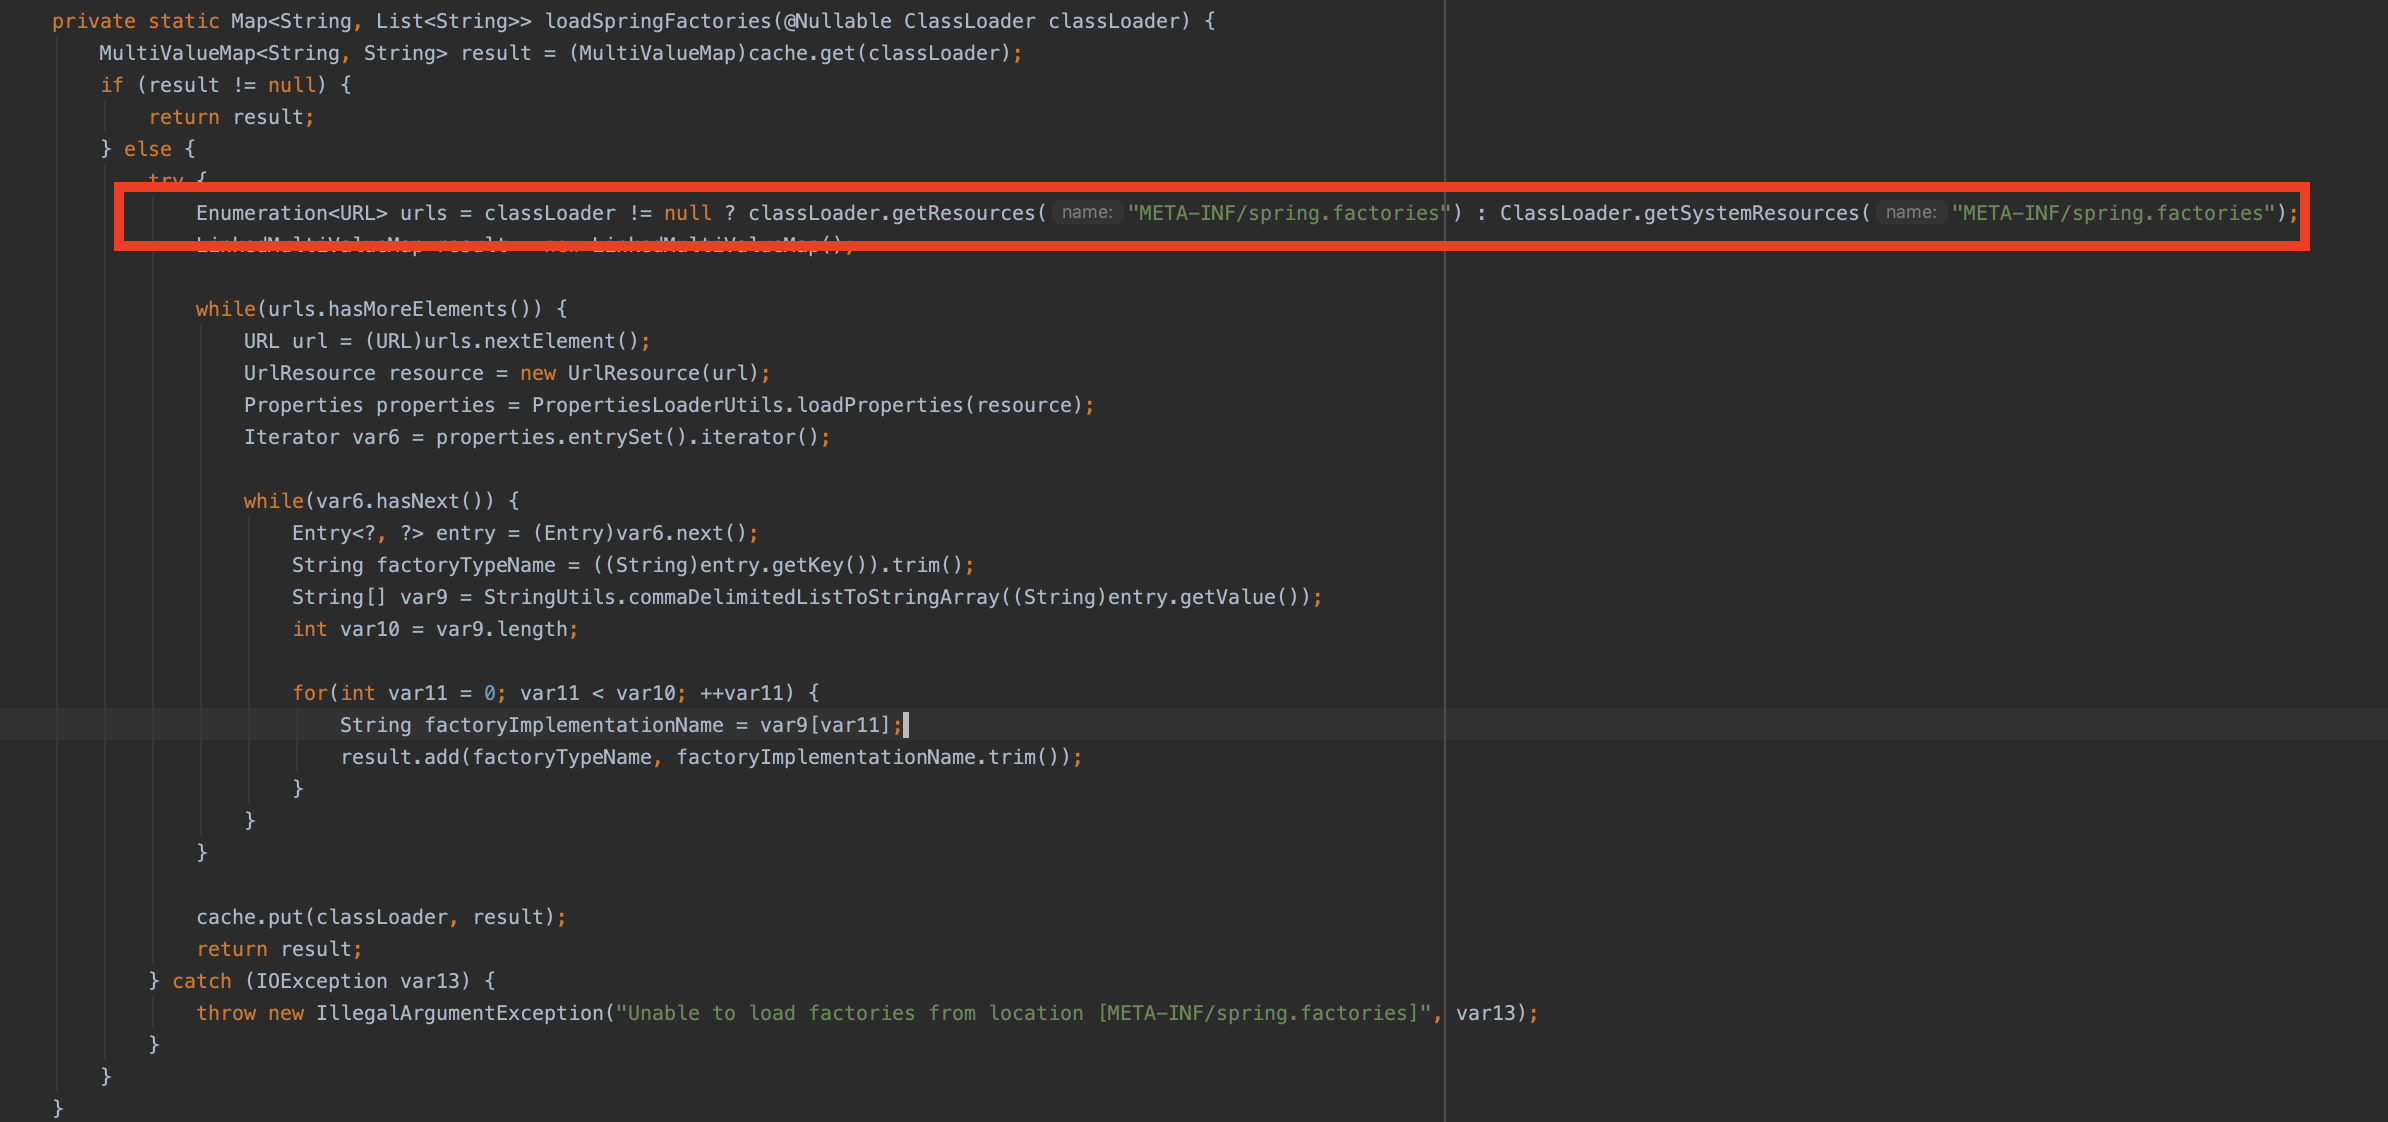 private static Map<String, List<String>> loadSpringFactories(@Nullable ClassLoader classLoader) {
MultiValueMap<String, String> result = (MultiValueMap)cache.get(classLoader);
if (result != null) {
return result;
} else {
try {
Enumeration<URL> urls = classLoader != null ? classLoader.getResources( name: "META-INF/spring.factories") : ClassLoader.getSystemResources( name: "META-INF/spring.factories");
LinkedMultiValueMap result = new LinkedMultiValueMap();
while(urls.hasMoreElements()) {
URL url = (URL)urls.nextElement();
UrlResource resource = new UrlResource(url);
Properties properties = PropertiesLoaderUtils.loadProperties(resource);
Iterator var6 = properties.entrySet().iterator();
while(var6.hasNext()) {
Entry<?, ?> entry = (Entry)var6.next();
String factoryTypeName = ((String)entry.getKey()).trim();
String[] var9 = StringUtils.commaDelimitedListToStringArray((String)entry.getValue());
int var10 = var9.length;
for(int var11 = 0; var11 < var10; ++var11) {
String factoryImplementationName = var9[var11];
result.add(factoryTypeName, factoryImplementationName.trim());
}
}
}
cache.put(classLoader, result);
return result;
} catch (IOException var13) {
throw new IllegalArgumentException("Unable to load factories from location [META-INF/spring.factories]", var13);
}
}
}